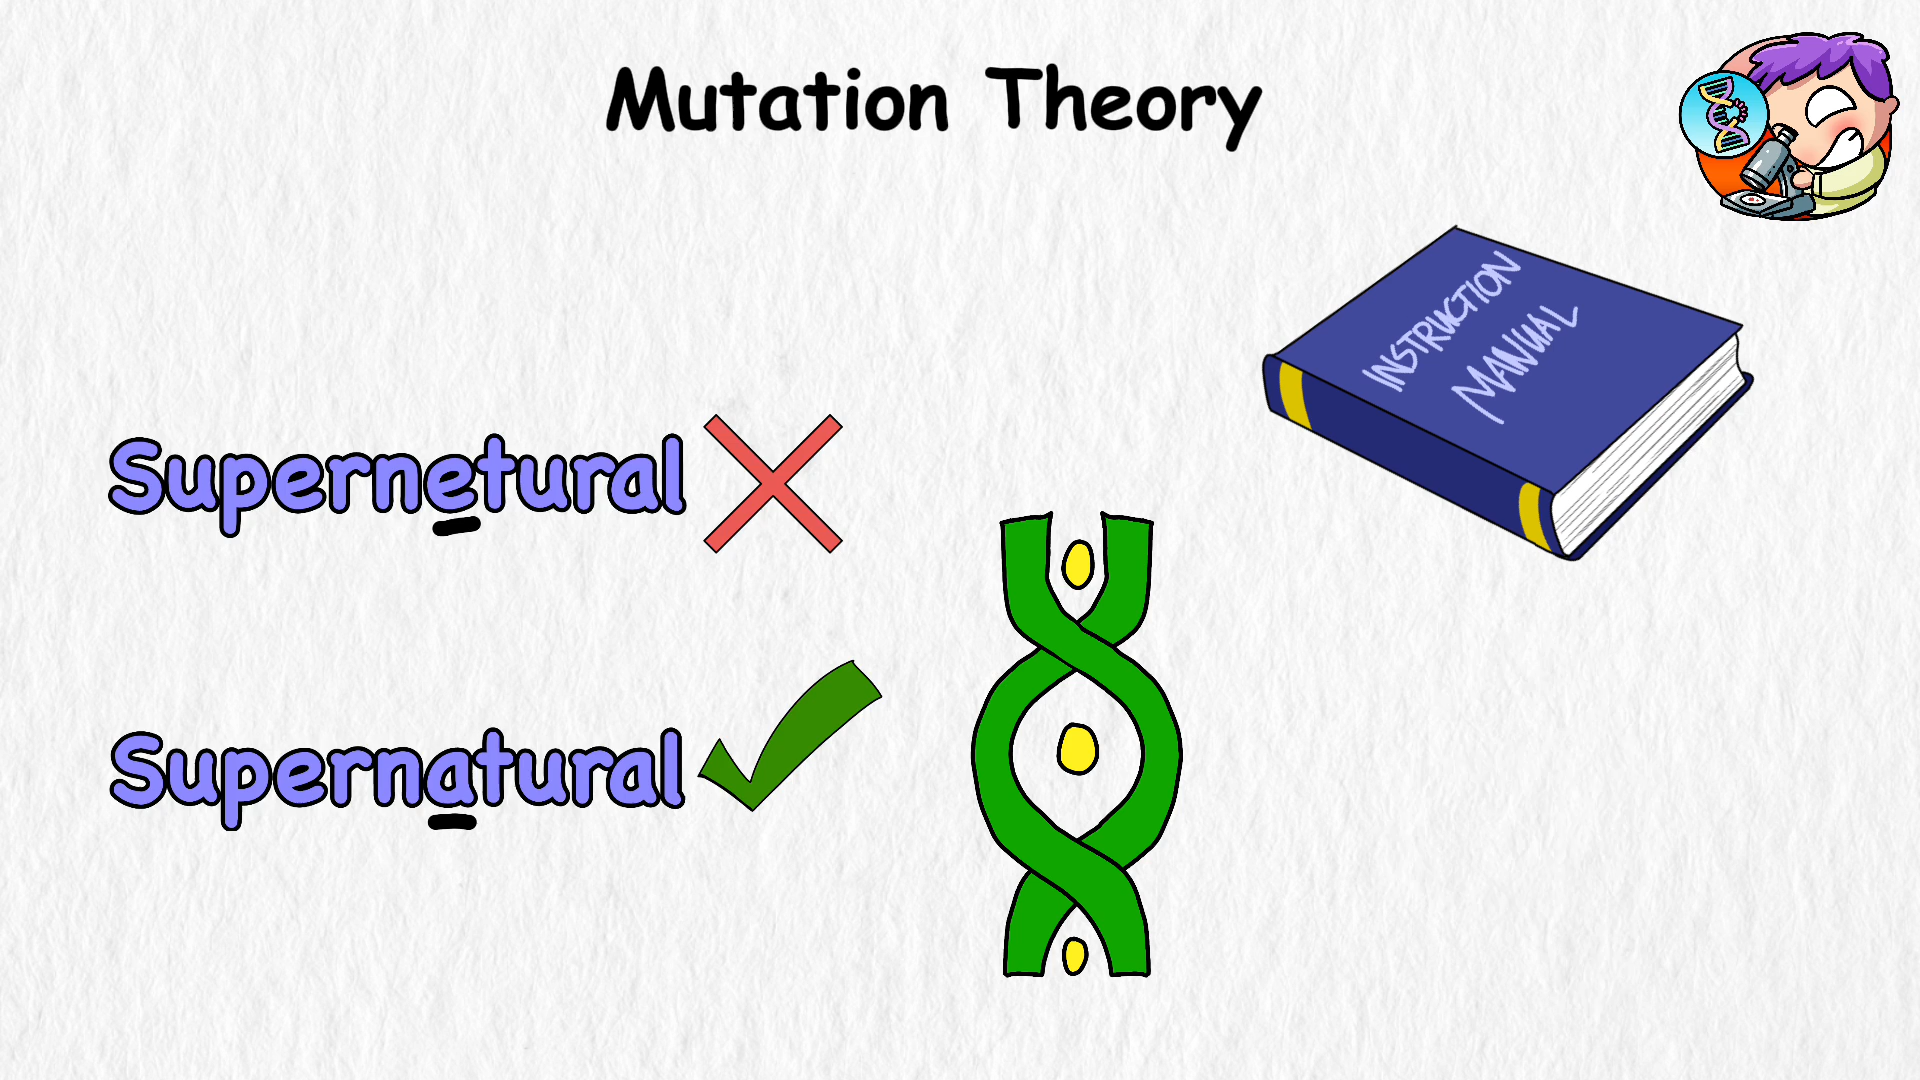 Mutation Theory
INSTRUCTION
MANUAL
Supernetural
Supernatural